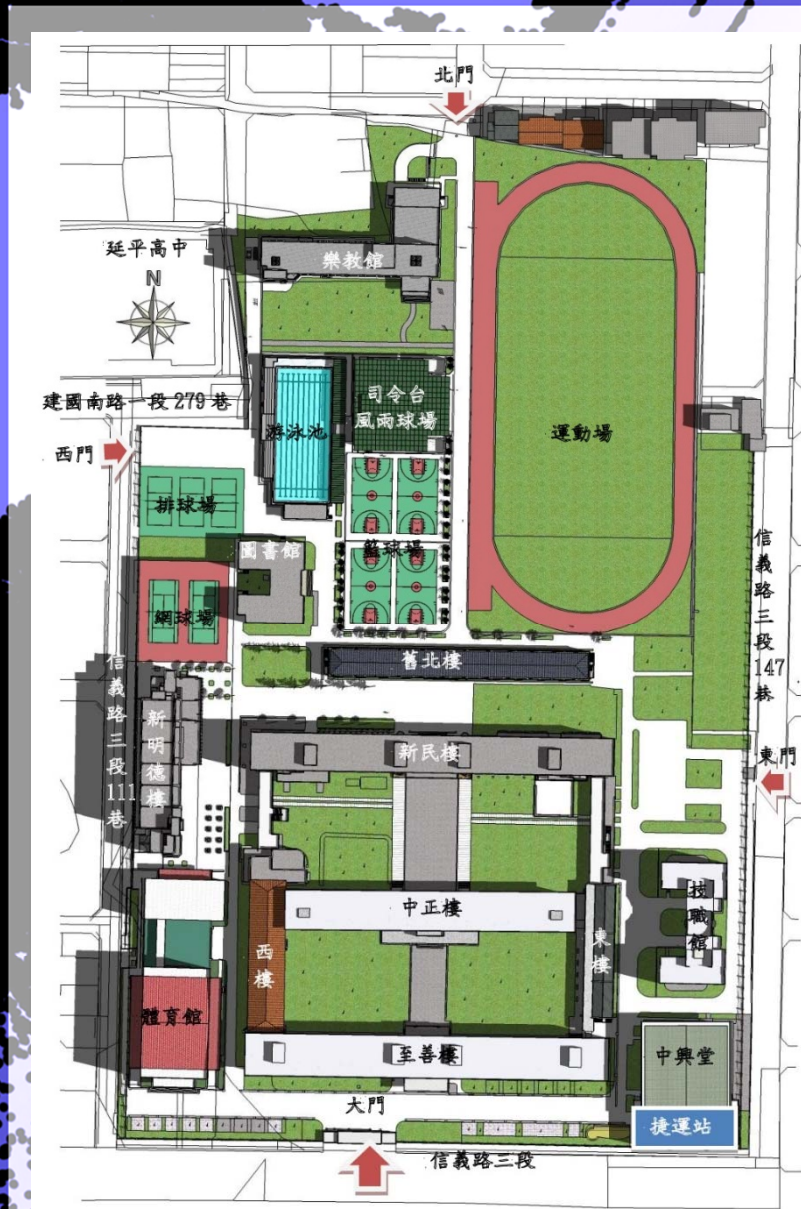 北門
延平高中
N
樂教館
建國南路一段 279 巷
西門
游泳池
司令台
風雨球場
運動場
排球場
圖書館
籃球場
網球場
信義路三段147巷
舊北樓
信義路三段111巷
新明德樓
新民樓
東門
中正樓
西樓
東樓
技職館
體育館
至善樓
中興堂
大門
捷運站
信義路三段